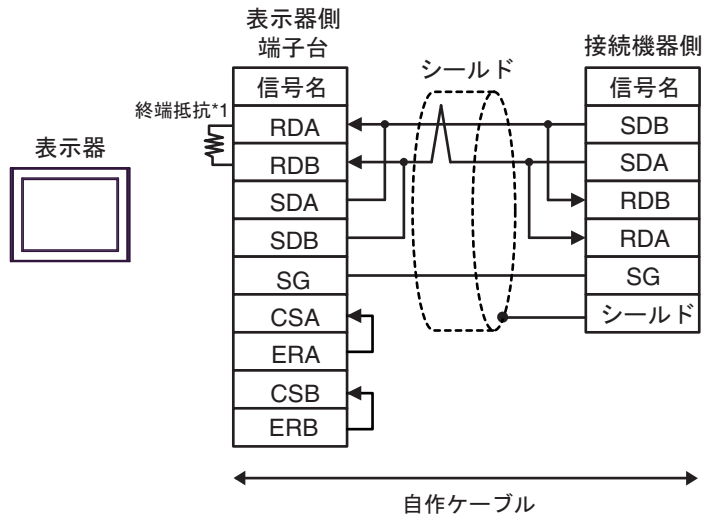 表示器側
端子台
接続機器側
シールド
信号名
信号名
終端抵抗*1
RDA
SDB
表示器
RDB
SDA
SDA
RDB
SDB
RDA
SG
SG
CSA
シールド
ERA
CSB
ERB
自作ケーブル